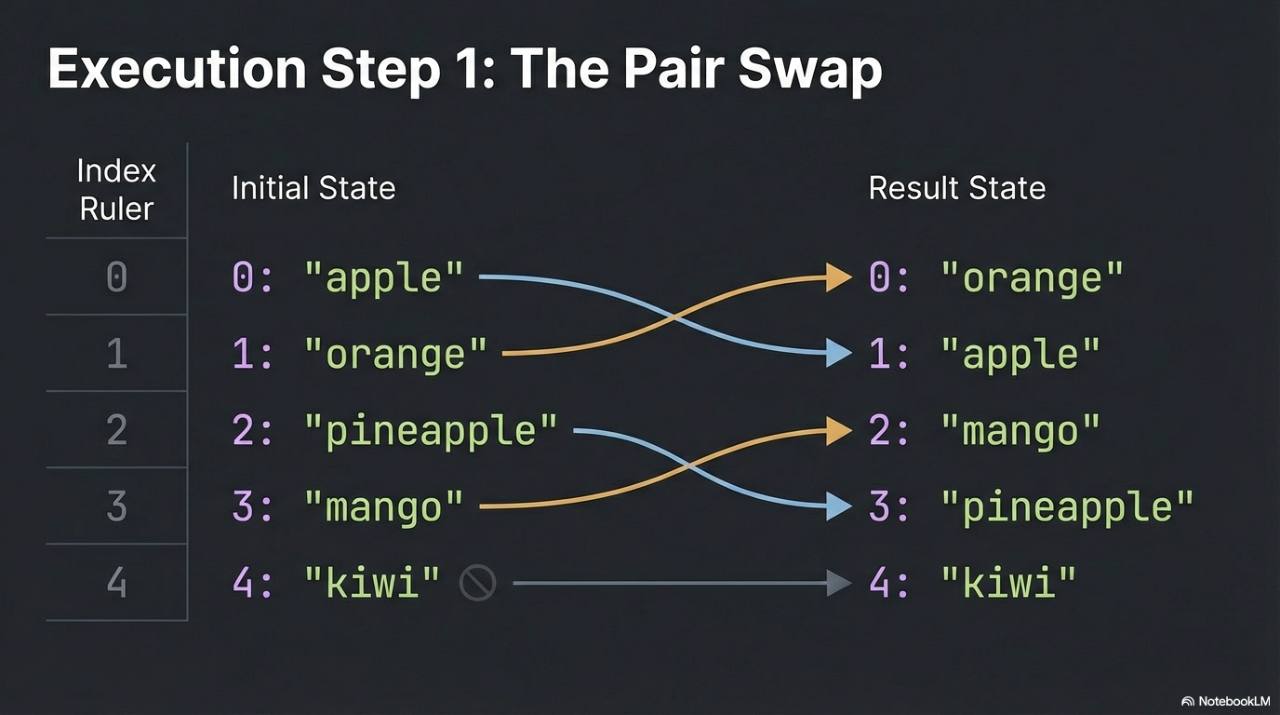 Execution Step 1: The Pair Swap
Index
Ruler
Initial State
Result State
0
0: "apple"
0: "orange"
1
1: "orange"
1: "apple"
2
2: "pineapple"
2: "mango"
3
3: "mango"
3: "pineapple"
4
4: "kiwi"
4: "kiwi"
NotebookLM